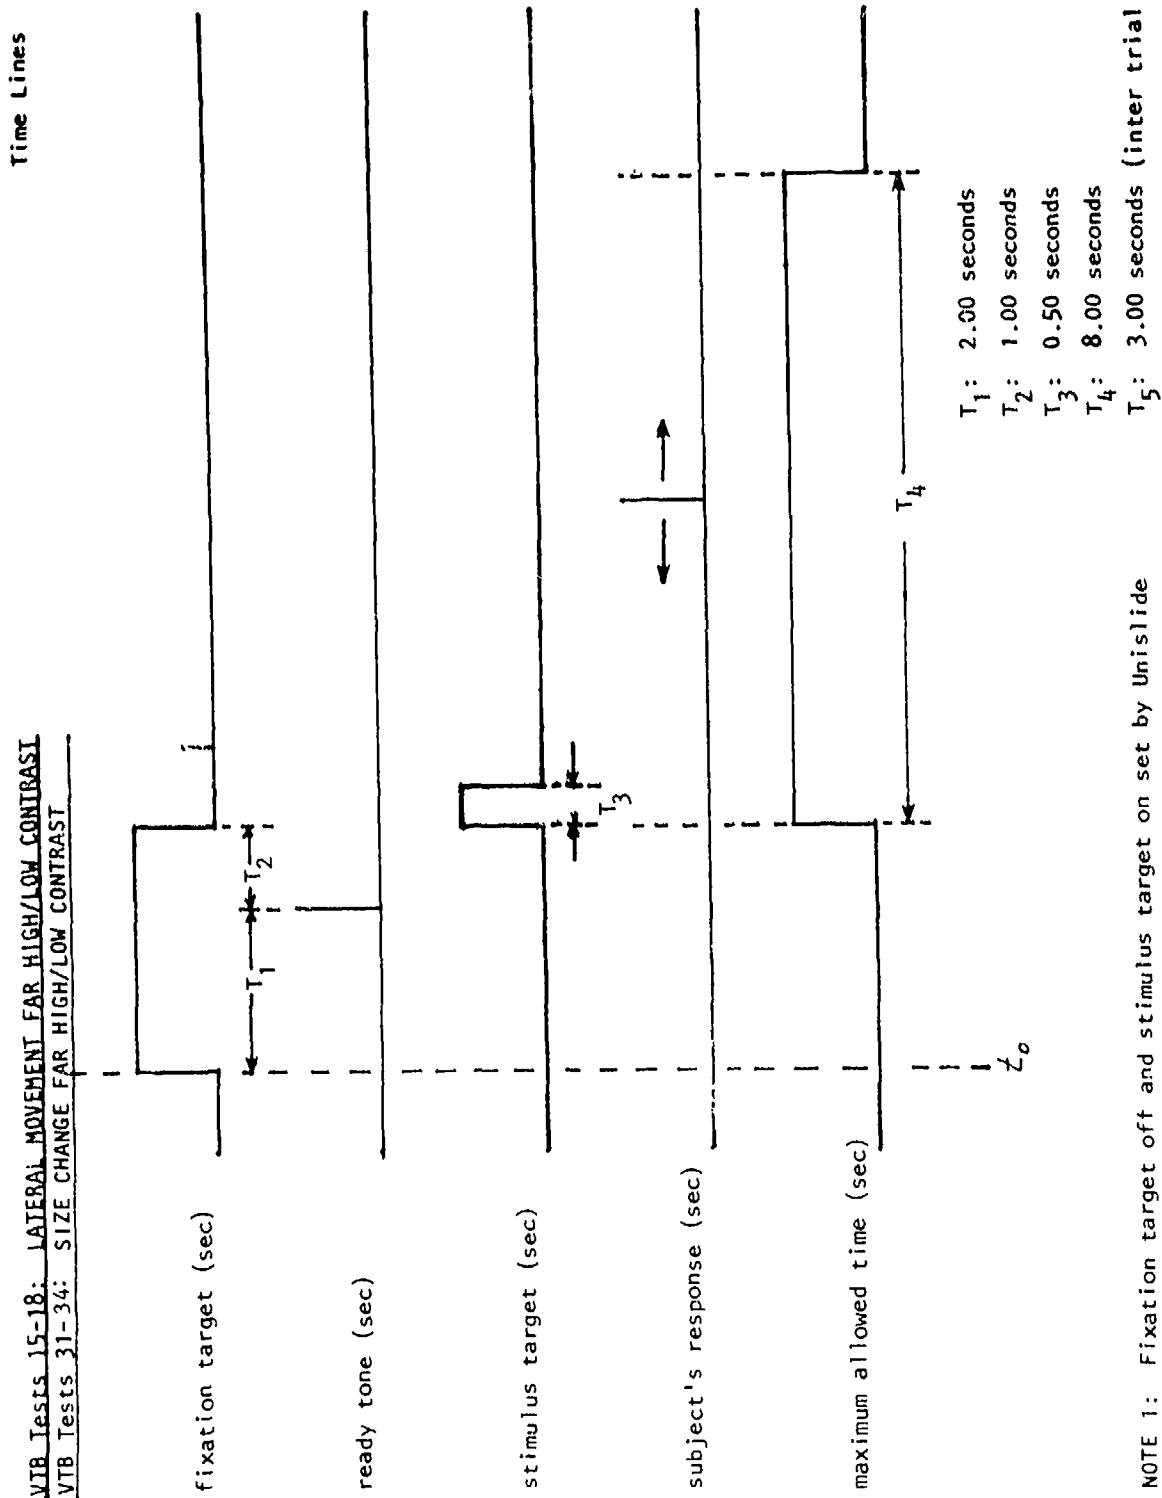 Time Lines
VTB Tests 15-18: LATERAL MOVEMENT FAR HIGH/LOW CONTRAST
VTB Tests 31-34: SIZE CHANGE FAR HIGH/LOW CONTRAST
fixation target (sec)
T1
T2
ready tone (sec)
stimulus target (sec)
T3
subject's response (sec)
maximum allowed time (sec)
T4
t0
T1: 2.00 seconds
T2: 1.00 seconds
T3: 0.50 seconds
T4: 8.00 seconds
T5: 3.00 seconds (inter trial
NOTE 1: Fixation target off and stimulus target on set by Unislide